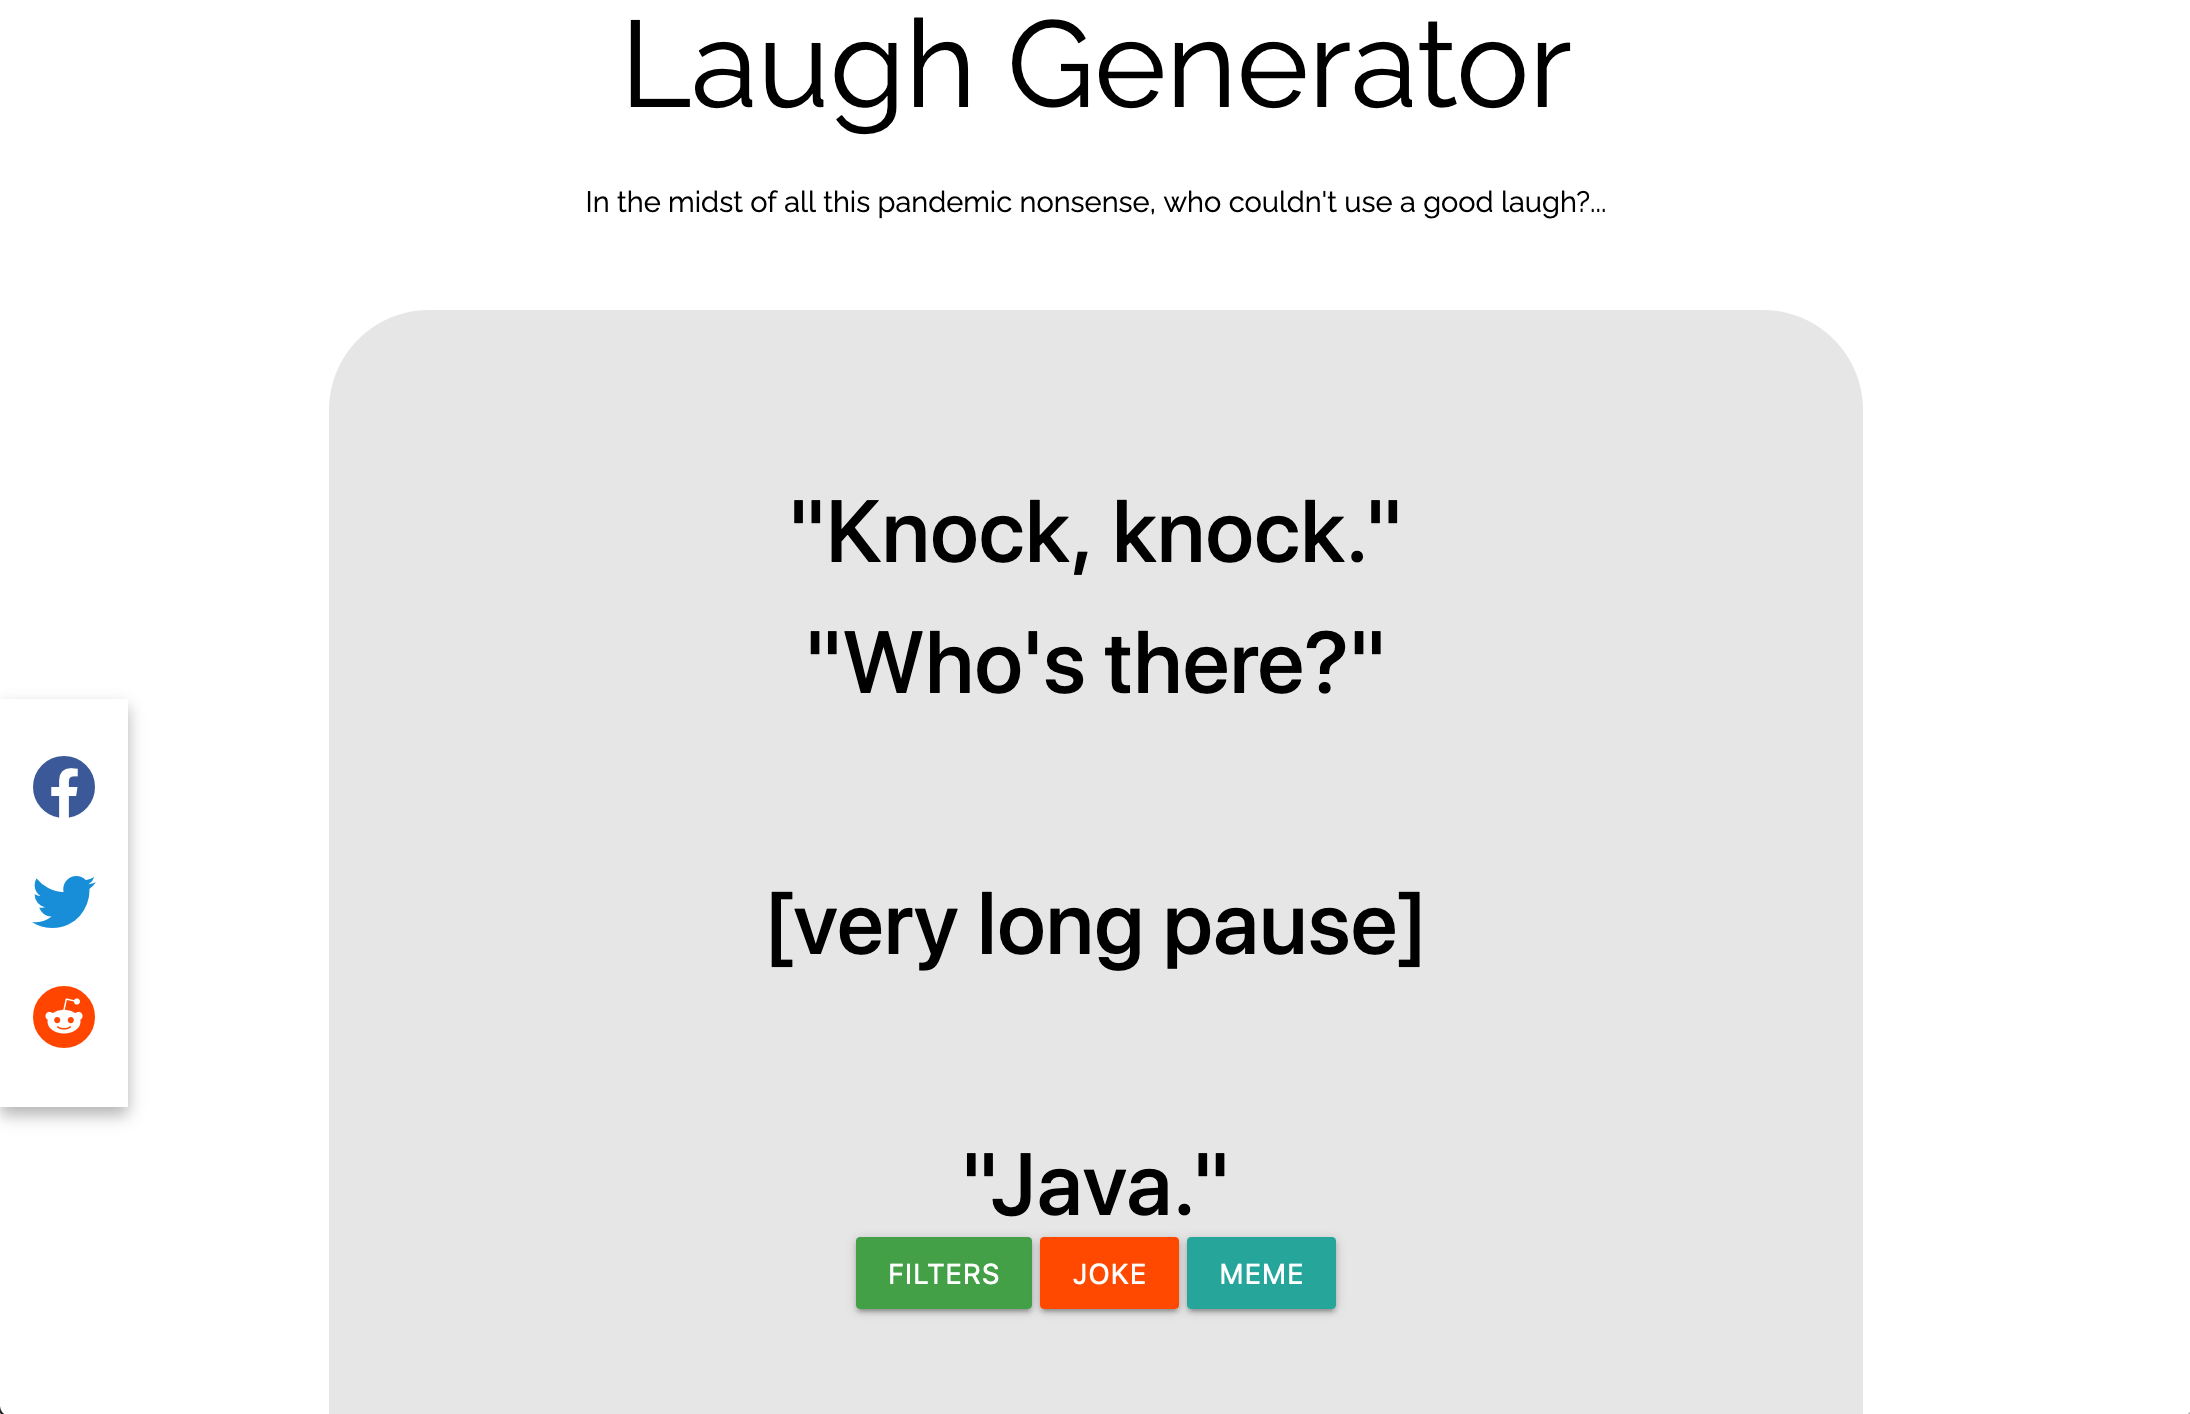 Laugh Generator
In the midst of all this pandemic nonsense, who couldn't use a good laugh?...
"Knock, knock."
"Who's there?"
[very long pause]
"Java."
FILTERS JOKE MEME